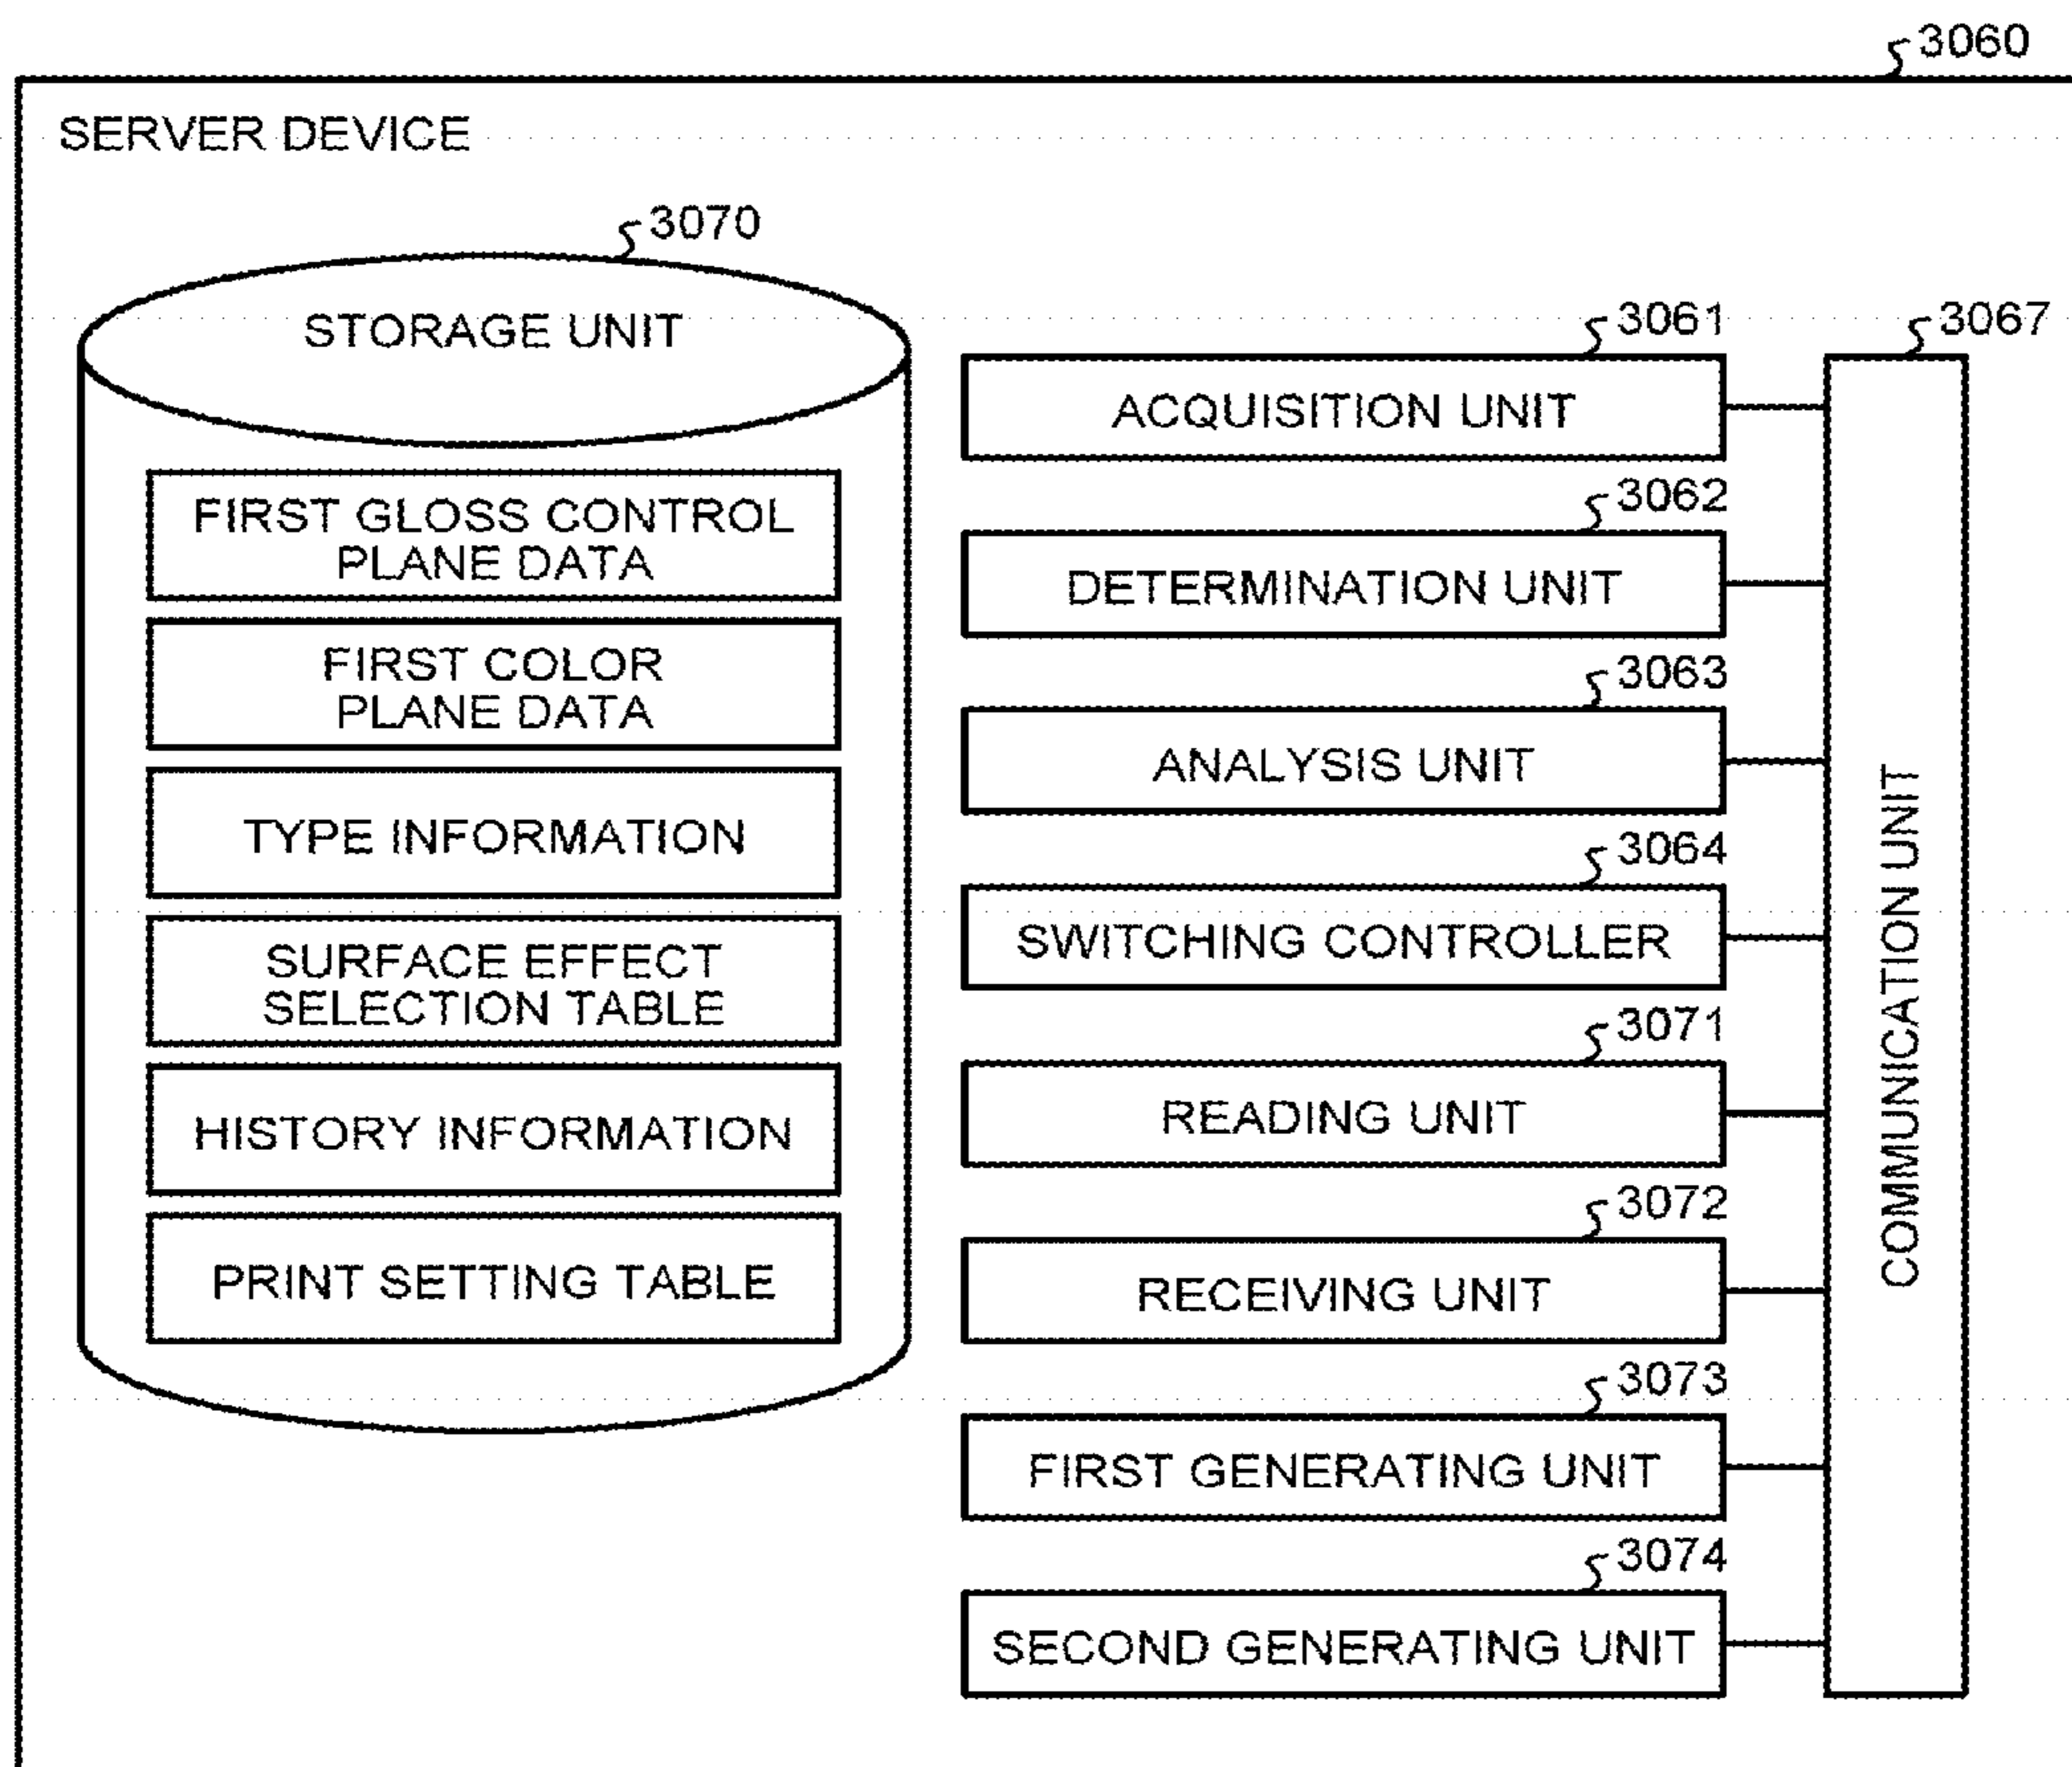 3060
SERVER DEVICE
3070
STORAGE UNIT
FIRST GLOSS CONTROL
PLANE DATA
FIRST COLOR
PLANE DATA
TYPE INFORMATION
SURFACE EFFECT
SELECTION TABLE
HISTORY INFORMATION
PRINT SETTING TABLE
3061
ACQUISITION UNIT
3062
DETERMINATION UNIT
3063
ANALYSIS UNIT
3064
SWITCHING CONTROLLER
3071
READING UNIT
3072
RECEIVING UNIT
3073
FIRST GENERATING UNIT
3074
SECOND GENERATING UNIT
3067
COMMUNICATION UNIT